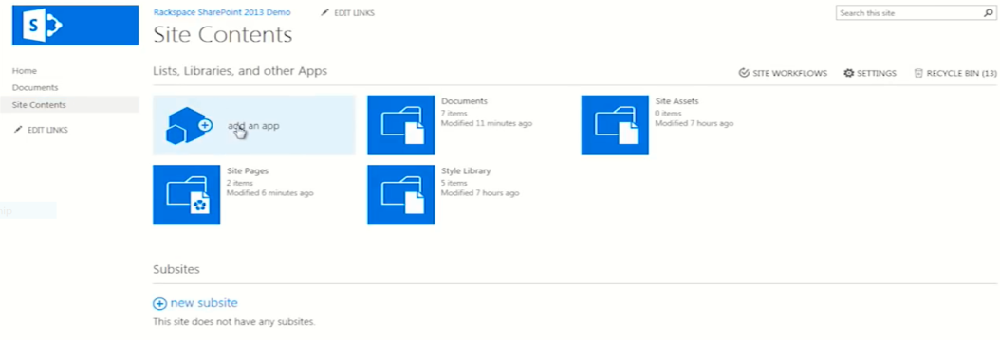 Rackspace SharePoint 2013 Demo
EDIT LINKS
Search this site
S
Site Contents
Home
Documents
Site Contents
EDIT LINKS
Lists, Libraries, and other Apps
SITE WORKFLOWS
SETTINGS
RECYCLE BIN (13)
add an app
Documents
7 items
Modified 11 minutes ago
Site Assets
0 items
Modified 7 hours ago
Site Pages
2 items
Modified 6 minutes ago
Style Library
5 items
Modified 7 hours ago
Subsites
new subsite
This site does not have any subsites.